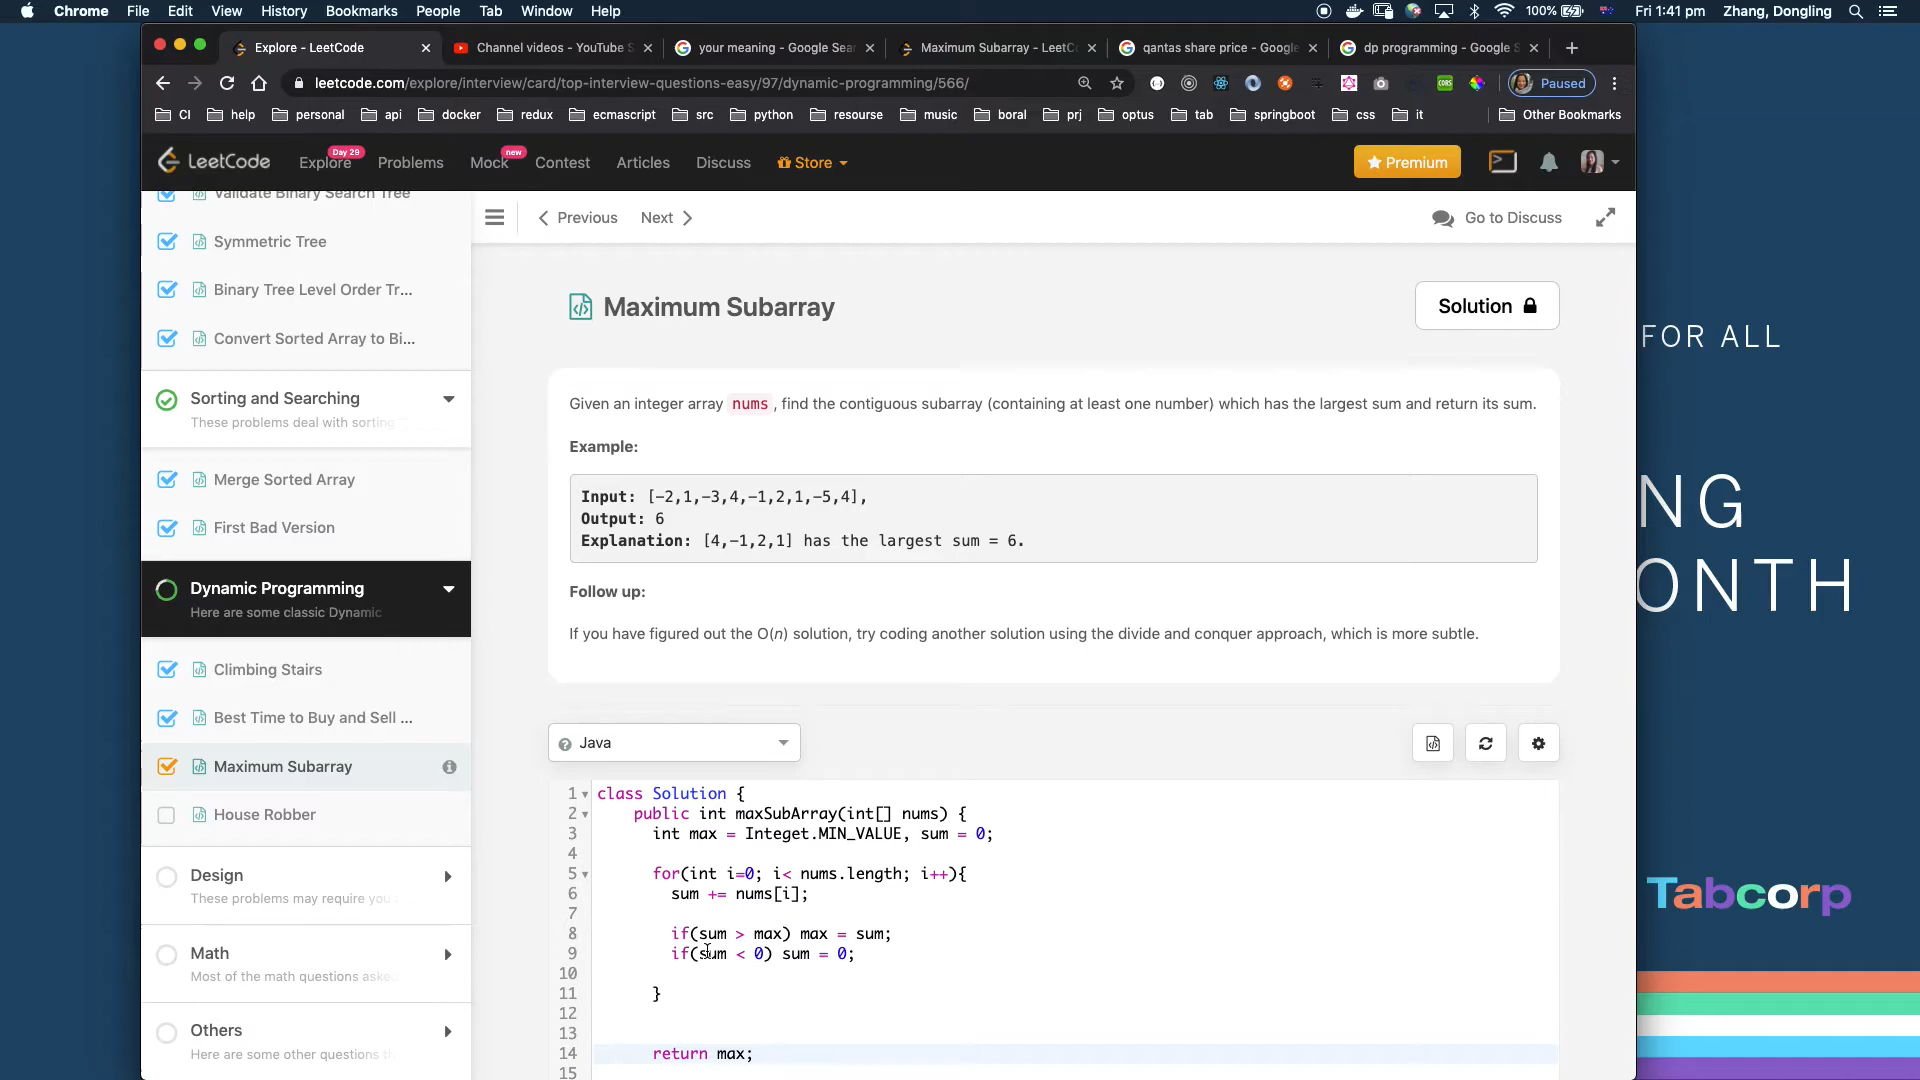 Chrome File Edit View History Bookmarks People Tab Window Help 100% Fri 1:41 pm Zhang, Dongling
Explore - LeetCode
Channel videos - YouTube S
your meaning - Google Sear
Maximum Subarray - LeetCo
qantas share price - Google
dp programming - Google S
leetcode.com/explore/interview/card/top-interview-questions-easy/97/dynamic-programming/566/
CORS
Paused
CI help personal api docker redux ecmascript src python resourse music boral prj optus tab springboot css it Other Bookmarks
LeetCode Explore Day 29 Problems Mock new Contest Articles Discuss Store Premium
Validate Binary Search Tree
Symmetric Tree
Binary Tree Level Order Tr...
Convert Sorted Array to Bi...
Sorting and Searching
These problems deal with sorting
Merge Sorted Array
First Bad Version
Dynamic Programming
Here are some classic Dynamic
Climbing Stairs
Best Time to Buy and Sell ...
Maximum Subarray
House Robber
Design
These problems may require you
Math
Most of the math questions asked
Others
Here are some other questions
Previous Next Go to Discuss
Maximum Subarray
Solution
Given an integer array nums , find the contiguous subarray (containing at least one number) which has the largest sum and return its sum.
Example:
Input: [-2,1,-3,4,-1,2,1,-5,4],
Output: 6
Explanation: [4,-1,2,1] has the largest sum = 6.
Follow up:
If you have figured out the O(n) solution, try coding another solution using the divide and conquer approach, which is more subtle.
Java
1 class Solution {
2 public int maxSubArray(int[] nums) {
3 int max = Integet.MIN_VALUE, sum = 0;
4
5 for(int i=0; i< nums.length; i++){
6 sum += nums[i];
7
8 if(sum > max) max = sum;
9 if(sum < 0) sum = 0;
10
11 }
12
13
14 return max;
15
FOR ALL
NG
ONTH
Tabcorp